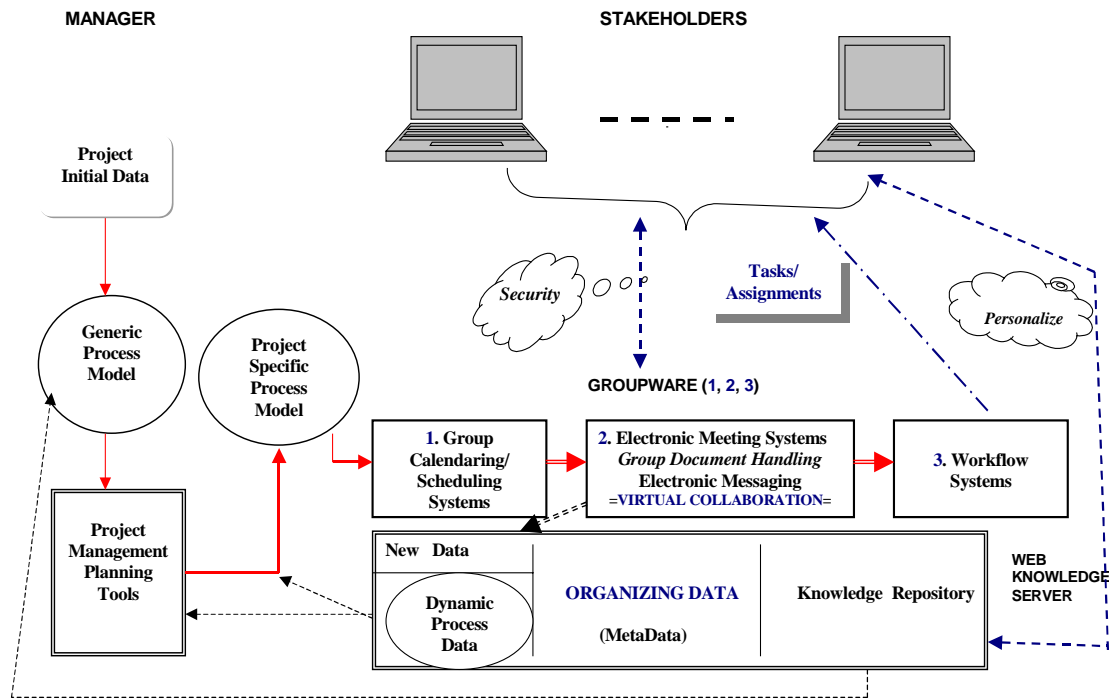 MANAGER
STAKEHOLDERS
Project
Initial Data
Security
Tasks/
Assignments
Personalize
Generic
Process
Model
Project
Specific
Process
Model
GROUPWARE (1, 2, 3)
1. Group
Calendaring/
Scheduling
Systems
2. Electronic Meeting Systems
Group Document Handling
Electronic Messaging
=VIRTUAL COLLABORATION=
3. Workflow
Systems
Project
Management
Planning
Tools
New Data
Dynamic
Process
Data
ORGANIZING DATA
(MetaData)
Knowledge Repository
WEB
KNOWLEDGE
SERVER